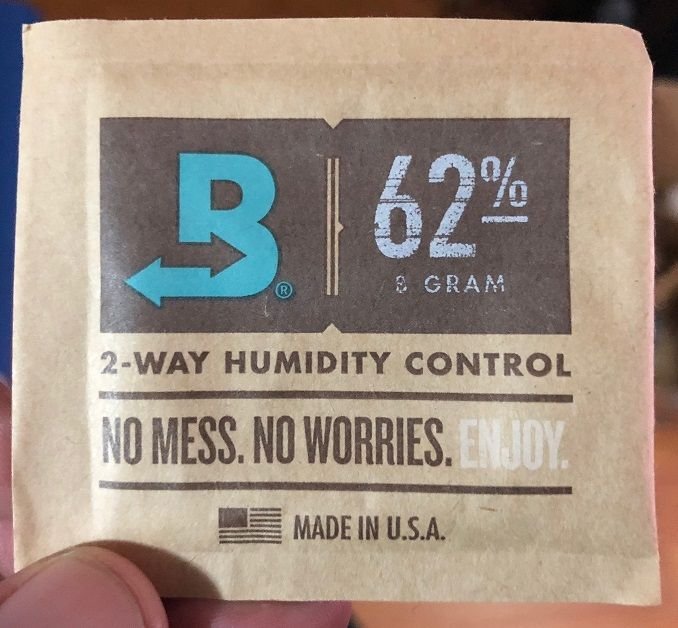 B®
62%
8 GRAM
2-WAY HUMIDITY CONTROL
NO MESS. NO WORRIES. ENJOY.
MADE IN U.S.A.